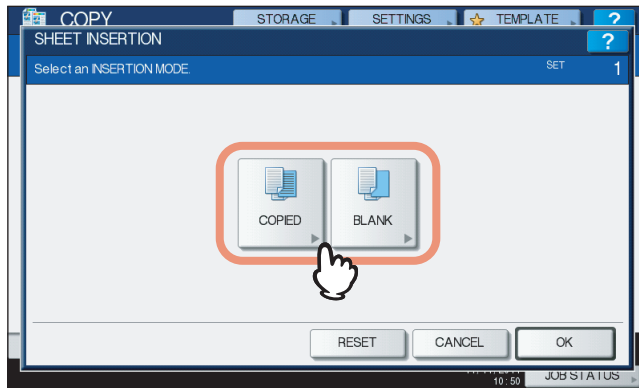 COPY STORAGE SETTINGS TEMPLATE ?
SHEET INSERTION ?
Select an INSERTION MODE. SET 1
COPIED BLANK
RESET CANCEL OK
10:50 JOB STATUS